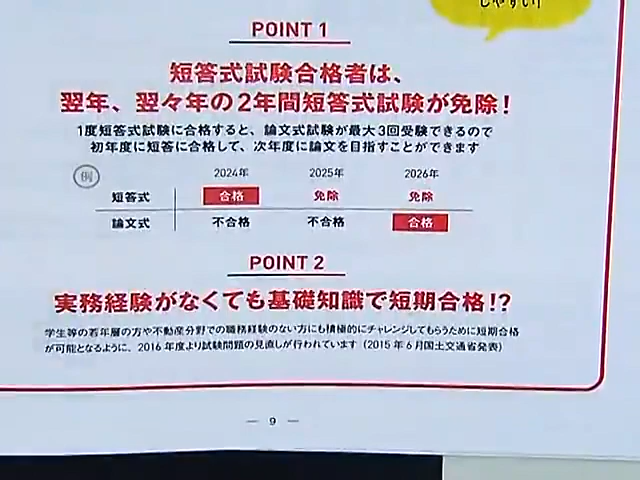 しやすい!
POINT 1
短答式試験合格者は、
翌年、翌々年の2年間短答式試験が免除!
1度短答式試験に合格すると、論文式試験が最大3回受験できるので
初年度に短答に合格して、次年度に論文を目指すことができます
例
2024年 2025年 2026年
短答式 合格 免除 免除
論文式 不合格 不合格 合格
POINT 2
実務経験がなくても基礎知識で短期合格!?
学生等の若年層の方や不動産分野での職務経験のない方にも積極的にチャレンジしてもらうために短期合格
が可能となるように、2016年度より試験問題の見直しが行われています（2015年6月国土交通省発表）
— 9 —